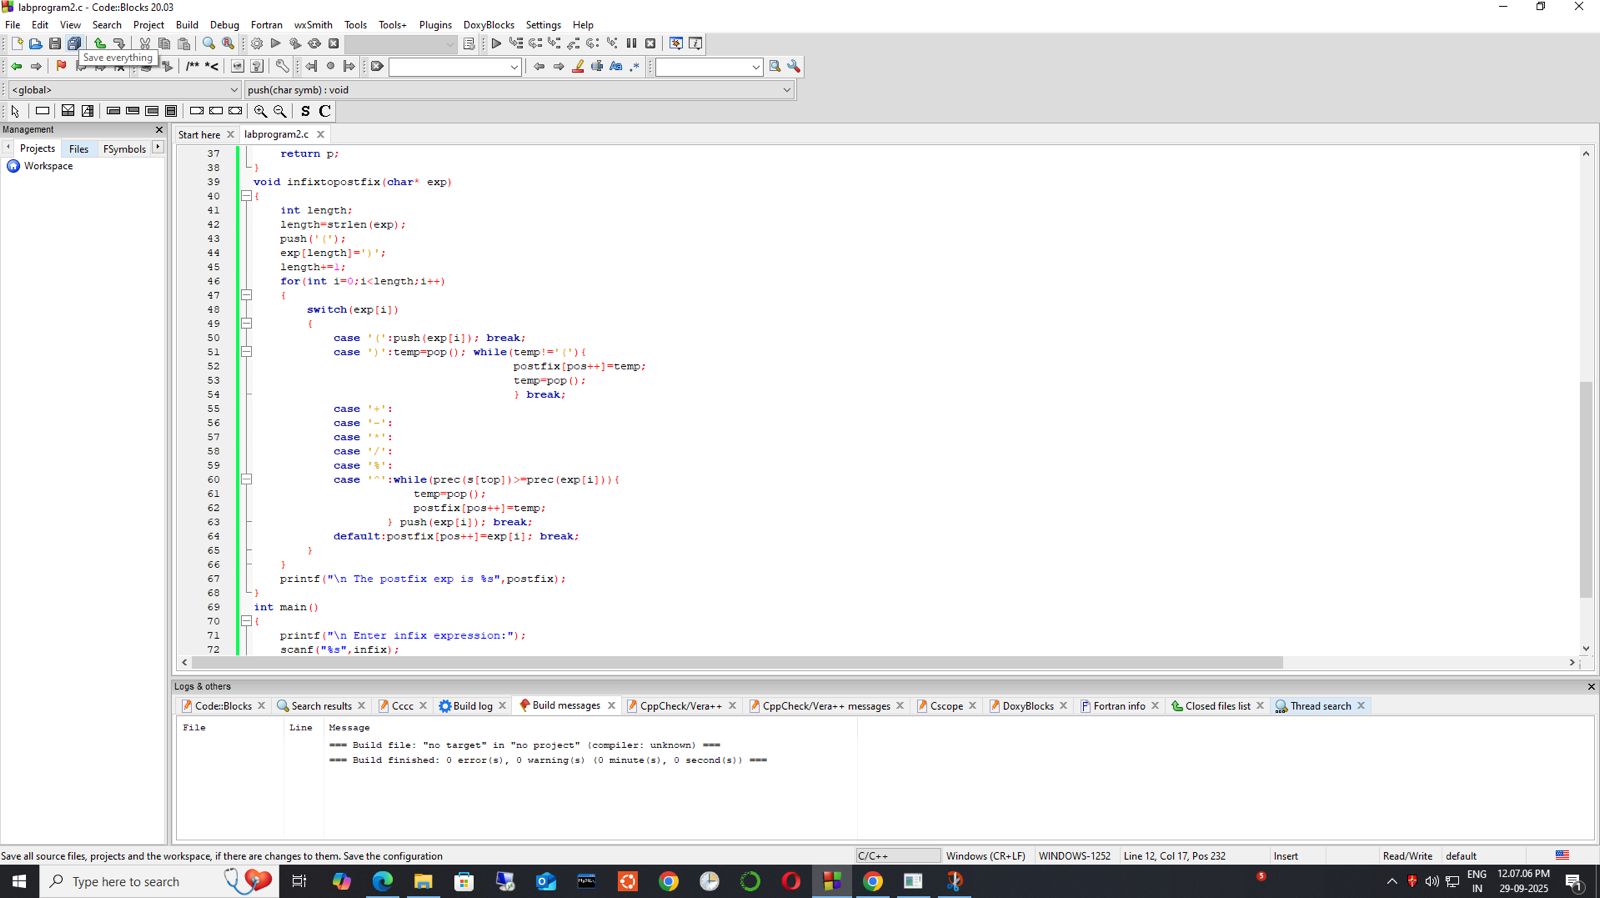 labprogram2.c - Code::Blocks 20.03
File Edit View Search Project Build Debug Fortran wxSmith Tools Tools+ Plugins DoxyBlocks Settings Help
Save everything
/** *<
<global> push(char symb) : void
S C
Management
Projects Files FSymbols
Workspace
Start here labprogram2.c
37 return p;
38 }
39 void infixtopostfix(char* exp)
40 {
41 int length;
42 length=strlen(exp);
43 push('(');
44 exp[length]=')';
45 length+=1;
46 for(int i=0;i<length;i++)
47 {
48 switch(exp[i])
49 {
50 case '(':push(exp[i]); break;
51 case ')':temp=pop(); while(temp!='('){
52 postfix[pos++]=temp;
53 temp=pop();
54 } break;
55 case '+':
56 case '-':
57 case '*':
58 case '/':
59 case '%':
60 case '^':while(prec(s[top])>=prec(exp[i])){
61 temp=pop();
62 postfix[pos++]=temp;
63 } push(exp[i]); break;
64 default:postfix[pos++]=exp[i]; break;
65 }
66 }
67 printf("\n The postfix exp is %s",postfix);
68 }
69 int main()
70 {
71 printf("\n Enter infix expression:");
72 scanf("%s",infix);
Logs & others
Code::Blocks Search results Cccc Build log Build messages CppCheck/Vera++ CppCheck/Vera++ messages Cscope DoxyBlocks Fortran info Closed files list Thread search
File Line Message
=== Build file: "no target" in "no project" (compiler: unknown) ===
=== Build finished: 0 error(s), 0 warning(s) (0 minute(s), 0 second(s)) ===
Save all source files, projects and the workspace, if there are changes to them. Save the configuration
C/C++ Windows (CR+LF) WINDOWS-1252 Line 12, Col 17, Pos 232 Insert Read/Write default
Type here to search
5
ENG
IN
12.07.06 PM
29-09-2025
1